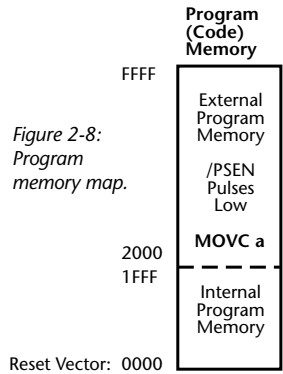 Program
(Code)
Memory
FFFF
External
Program
Memory
/PSEN
Pulses
Low
MOVC a
Figure 2-8:
Program
memory map.
2000
1FFF
Internal
Program
Memory
Reset Vector: 0000